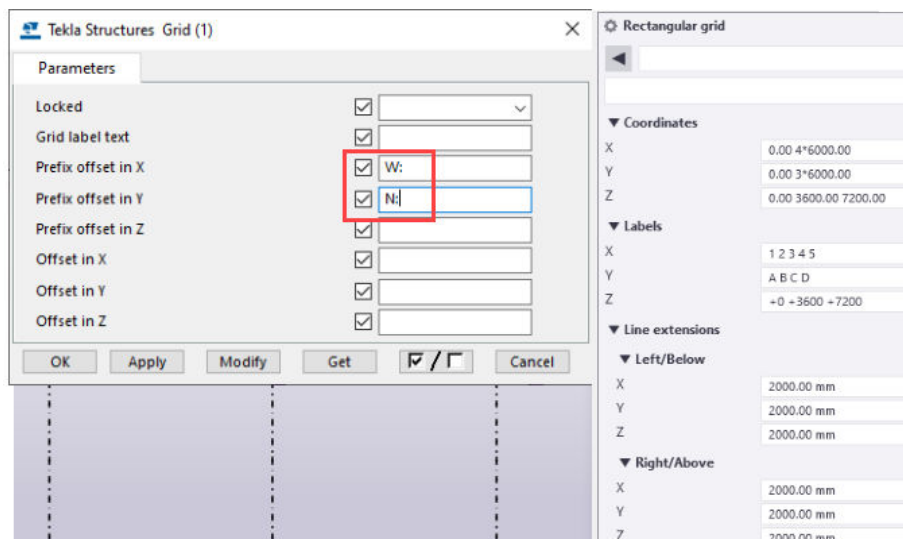 Tekla Structures Grid (1)
Parameters
Locked
Grid label text
Prefix offset in X W:
Prefix offset in Y N:
Prefix offset in Z
Offset in X
Offset in Y
Offset in Z
OK Apply Modify Get / Cancel
Rectangular grid
Coordinates
X 0.00 4*6000.00
Y 0.00 3*6000.00
Z 0.00 3600.00 7200.00
Labels
X 1 2 3 4 5
Y A B C D
Z +0 +3600 +7200
Line extensions
Left/Below
X 2000.00 mm
Y 2000.00 mm
Z 2000.00 mm
Right/Above
X 2000.00 mm
Y 2000.00 mm
Z 2000.00 mm